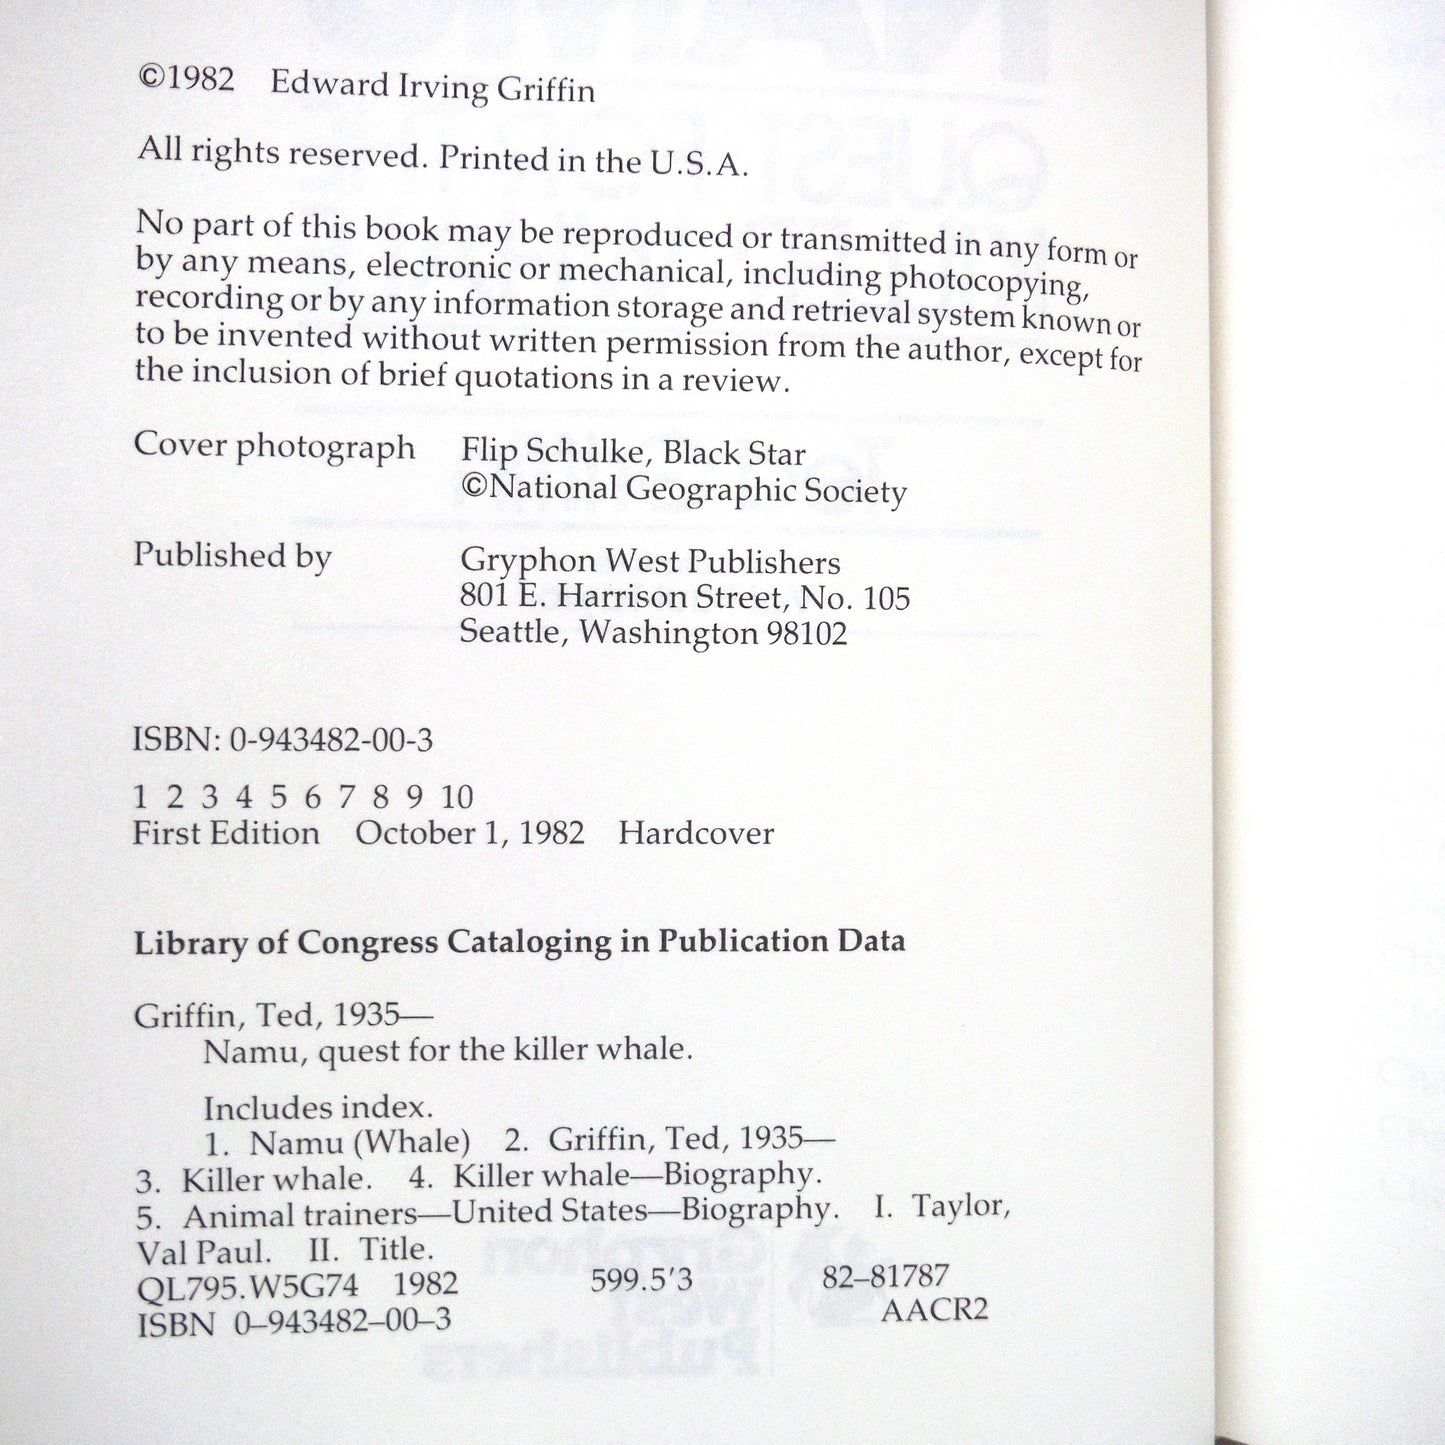 ©1982 Edward Irving Griffin
All rights reserved. Printed in the U.S.A.
No part of this book may be reproduced or transmitted in any form or
by any means, electronic or mechanical, including photocopying,
recording or by any information storage and retrieval system known or
to be invented without written permission from the author, except for
the inclusion of brief quotations in a review.
Cover photograph Flip Schulke, Black Star
©National Geographic Society
Published by Gryphon West Publishers
801 E. Harrison Street, No. 105
Seattle, Washington 98102
ISBN: 0-943482-00-3
1 2 3 4 5 6 7 8 9 10
First Edition October 1, 1982 Hardcover
Library of Congress Cataloging in Publication Data
Griffin, Ted, 1935—
Namu, quest for the killer whale.
Includes index.
1. Namu (Whale) 2. Griffin, Ted, 1935—
3. Killer whale. 4. Killer whale—Biography.
5. Animal trainers—United States—Biography. I. Taylor,
Val Paul. II. Title.
QL795.W5G74 1982 599.5'3 82–81787
ISBN 0–943482–00–3 AACR2